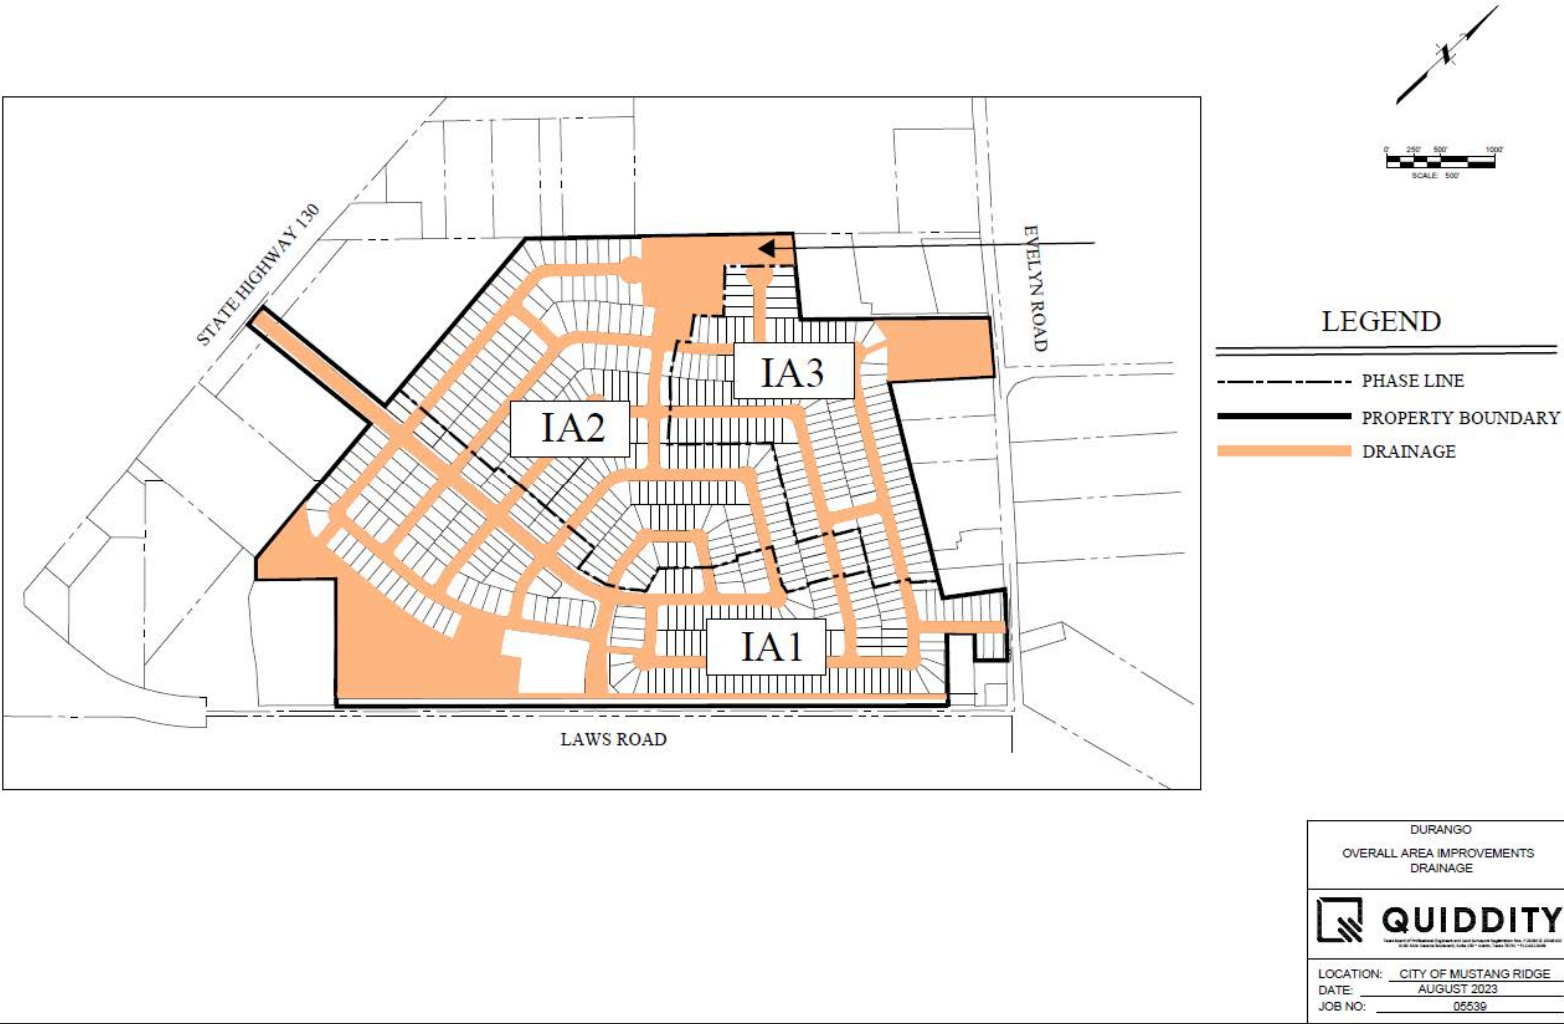 N
0' 250' 500' 1000'
SCALE: 500'
STATE HIGHWAY 130
EVELYN ROAD
IA3
IA2
IA1
LAWS ROAD
LEGEND
PHASE LINE
PROPERTY BOUNDARY
DRAINAGE
DURANGO
OVERALL AREA IMPROVEMENTS
DRAINAGE
QUIDDITY
LOCATION: CITY OF MUSTANG RIDGE
DATE: AUGUST 2023
JOB NO: 05539